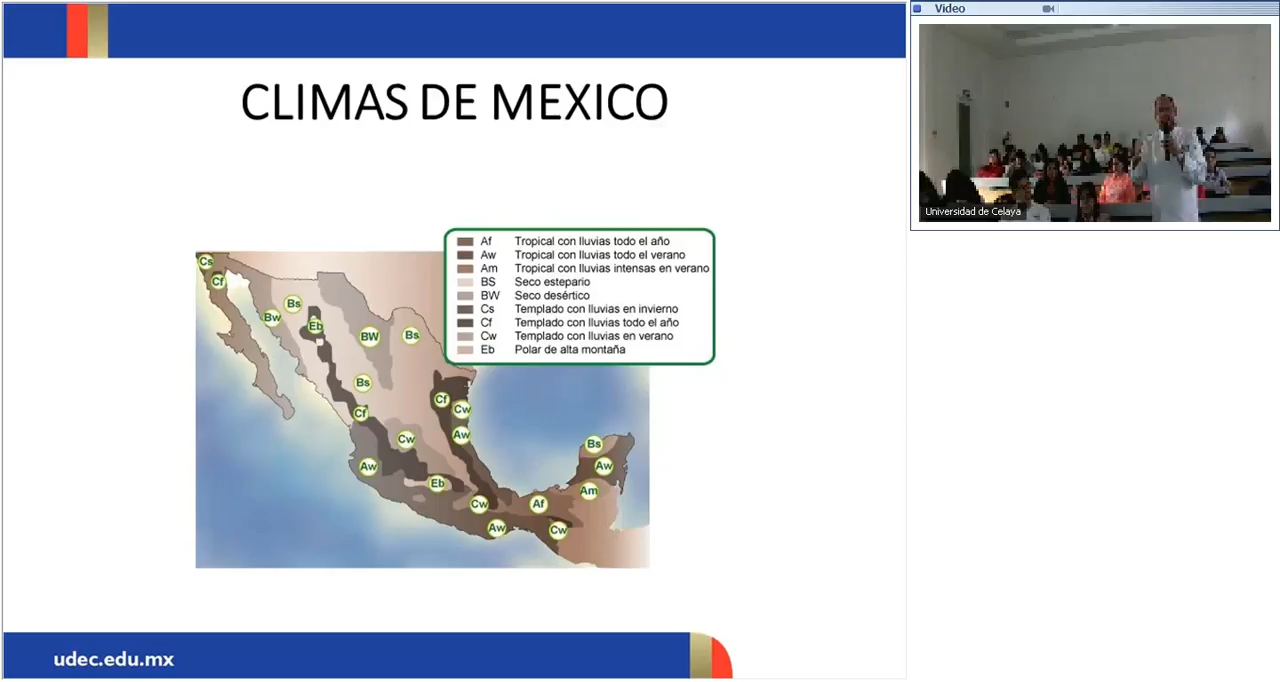 Video
CLIMAS DE MEXICO
Universidad de Celaya
Af Tropical con lluvias todo el año
Aw Tropical con lluvias todo el verano
Am Tropical con lluvias intensas en verano
BS Seco estepario
BW Seco desértico
Cs Templado con lluvias en invierno
Cf Templado con lluvias todo el año
Cw Templado con lluvias en verano
Eb Polar de alta montaña
Cs
Cf
Bs
Bw
Eb
BW
Bs
Bs
Cf
Cw
Cf
Cw
Aw
Aw
Eb
Cw
Aw
Af
Cw
Bs
Aw
Am
udec.edu.mx